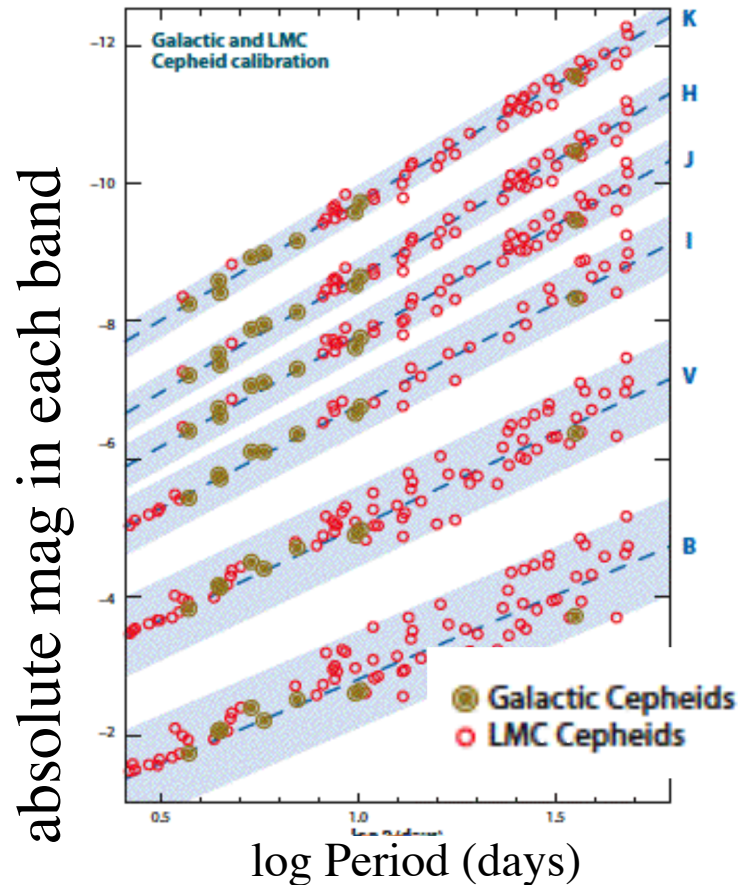 Galactic and LMC
Cepheid calibration
K
H
J
I
V
B
–12
–10
–8
–6
–4
–2
absolute mag in each band
Galactic Cepheids
LMC Cepheids
0.5
1.0
1.5
log Period (days)